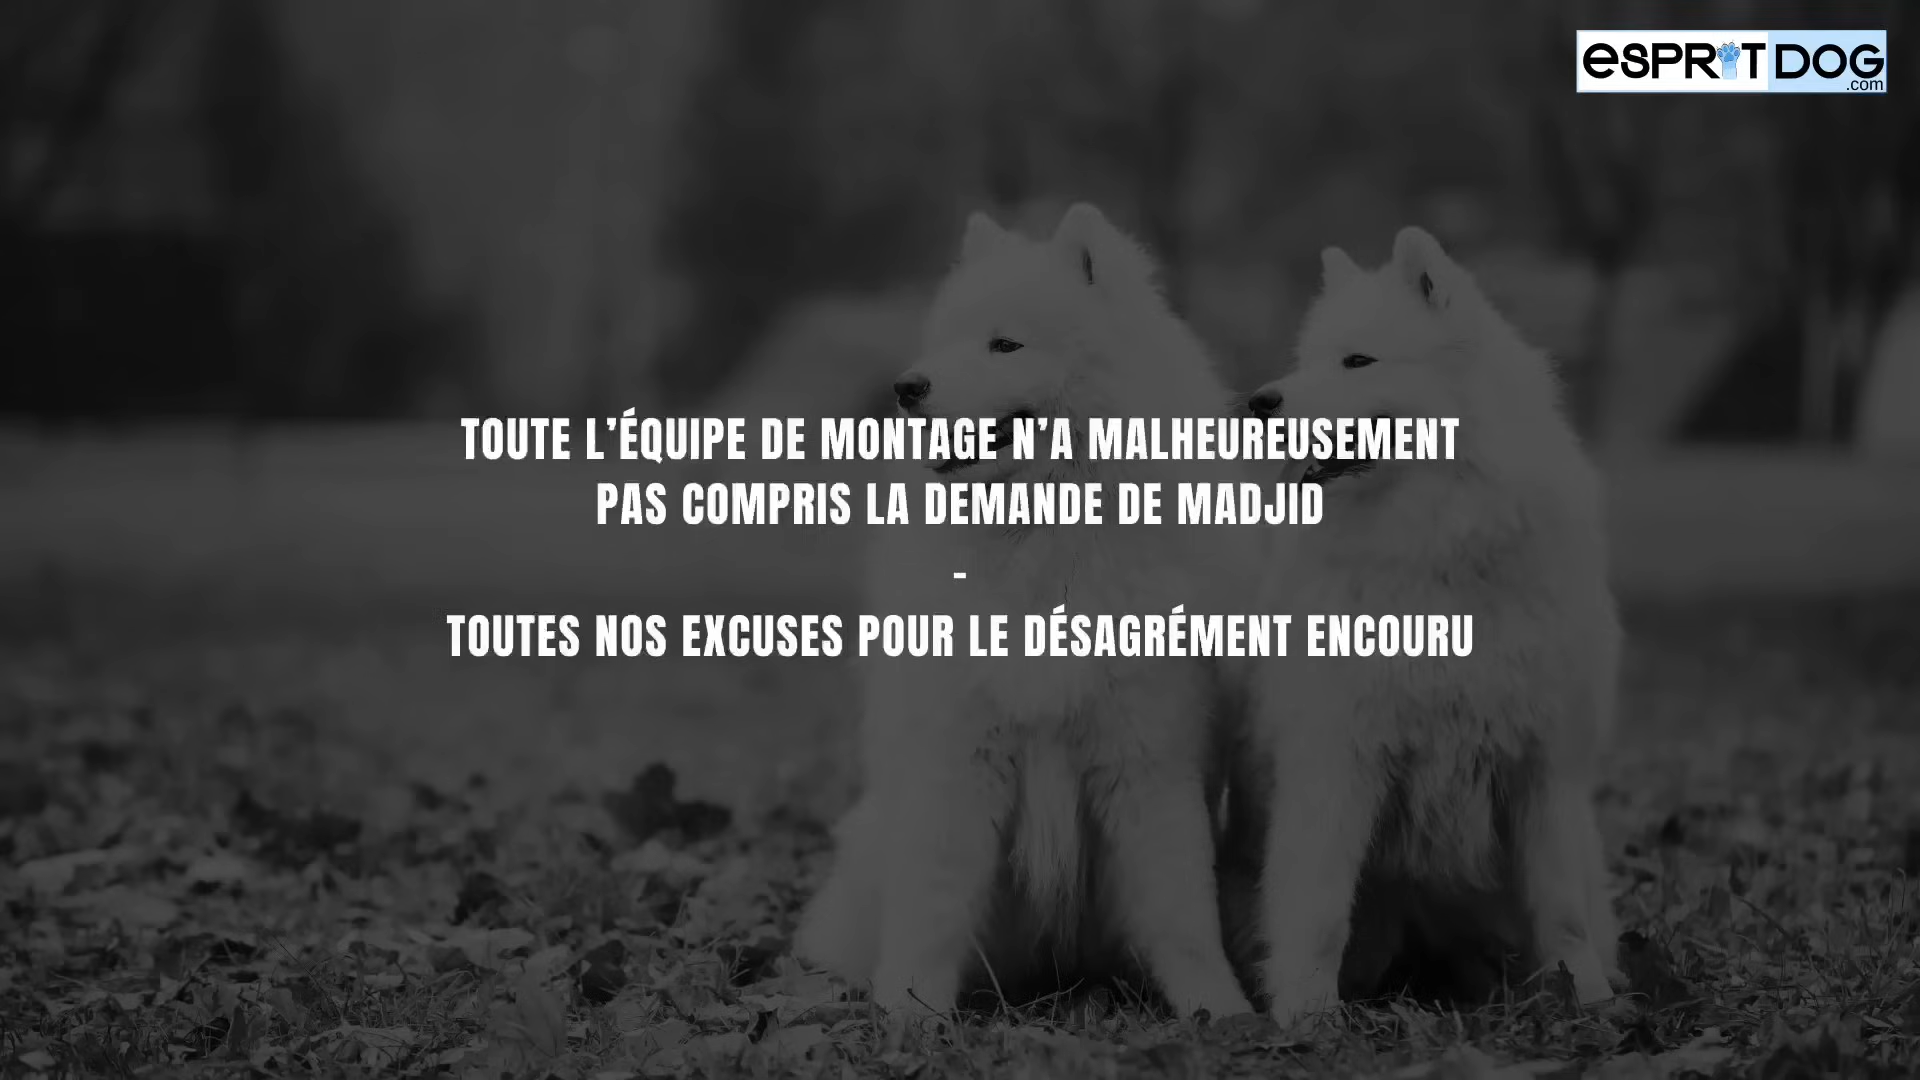 ESPRIT DOG
.com
TOUTE L’ÉQUIPE DE MONTAGE N’A MALHEUREUSEMENT
PAS COMPRIS LA DEMANDE DE MADJID
-
TOUTES NOS EXCUSES POUR LE DÉSAGRÉMENT ENCOURU